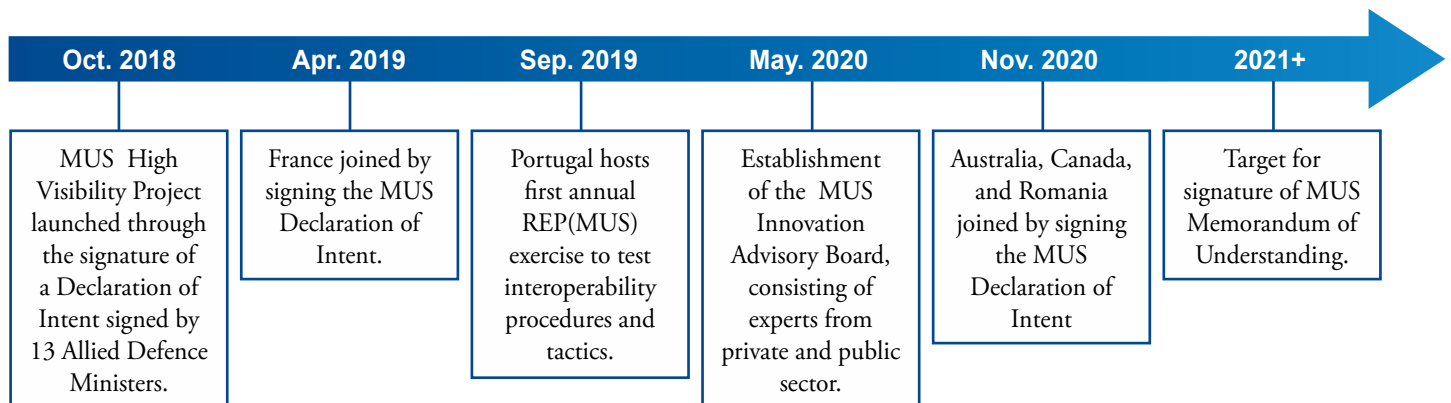 Oct. 2018
MUS High
Visibility Project
launched through
the signature of
a Declaration of
Intent signed by
13 Allied Defence
Ministers.
Apr. 2019
France joined by
signing the MUS
Declaration of
Intent.
Sep. 2019
Portugal hosts
first annual
REP(MUS)
exercise to test
interoperability
procedures and
tactics.
May. 2020
Establishment
of the MUS
Innovation
Advisory Board,
consisting of
experts from
private and public
sector.
Nov. 2020
Australia, Canada,
and Romania
joined by signing
the MUS
Declaration of
Intent
2021+
Target for
signature of MUS
Memorandum of
Understanding.